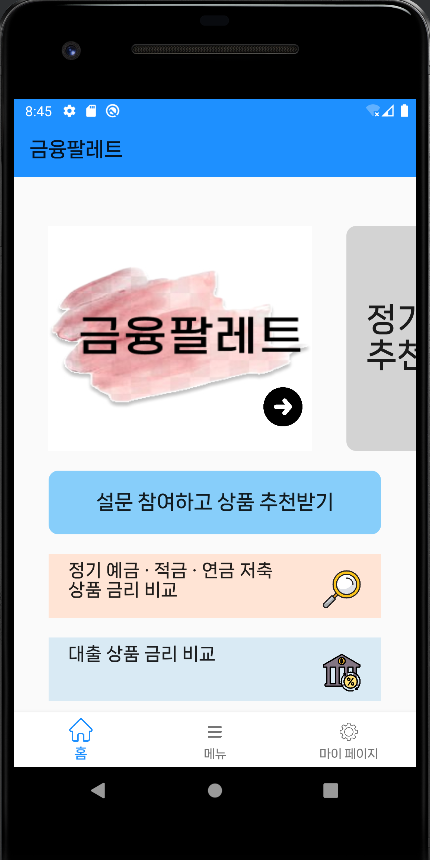 8:45
금융팔레트
금융팔레트
정기
추천
설문 참여하고 상품 추천받기
정기 예금 · 적금 · 연금 저축
상품 금리 비교
대출 상품 금리 비교
홈
메뉴
마이 페이지